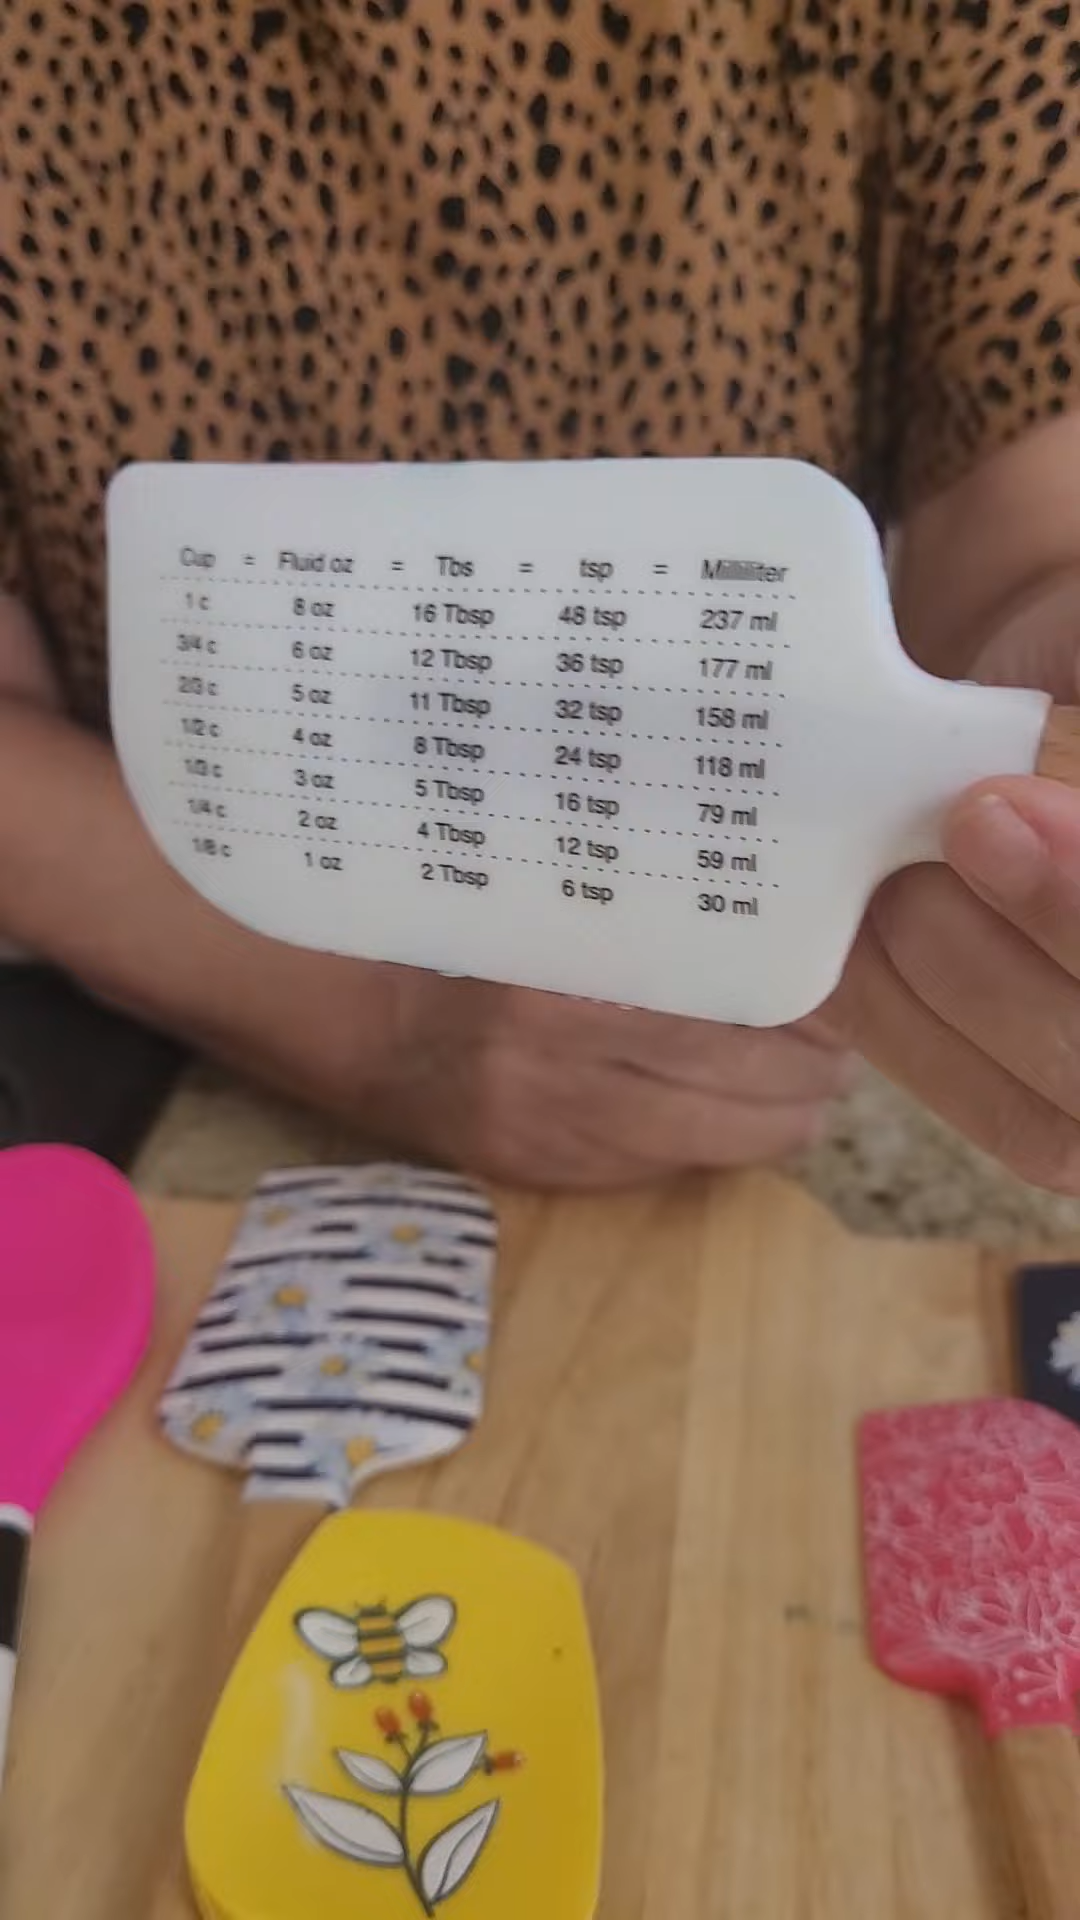 Cup = Fluid oz = Tbs = tsp = Milliliter
1 c 8 oz 16 Tbsp 48 tsp 237 ml
3/4 c 6 oz 12 Tbsp 36 tsp 177 ml
2/3 c 5 oz 11 Tbsp 32 tsp 158 ml
1/2 c 4 oz 8 Tbsp 24 tsp 118 ml
1/3 c 3 oz 5 Tbsp 16 tsp 79 ml
1/4 c 2 oz 4 Tbsp 12 tsp 59 ml
1/8 c 1 oz 2 Tbsp 6 tsp 30 ml